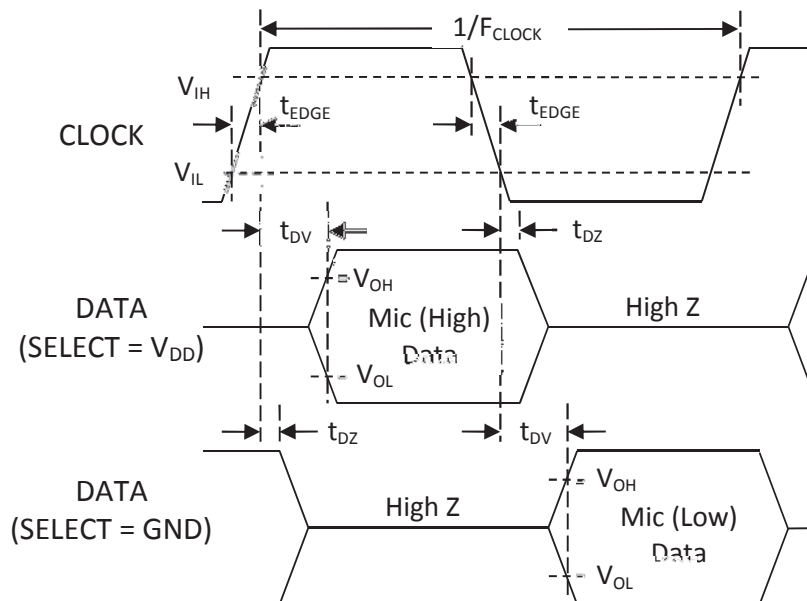 1/FCLOCK
VIH
tEDGE
tEDGE
CLOCK
VIL
tDV
tDZ
VOH
DATA
(SELECT = VDD)
Mic (High)
Data
High Z
VOL
tDZ
tDV
DATA
(SELECT = GND)
High Z
VOH
Mic (Low)
Data
VOL